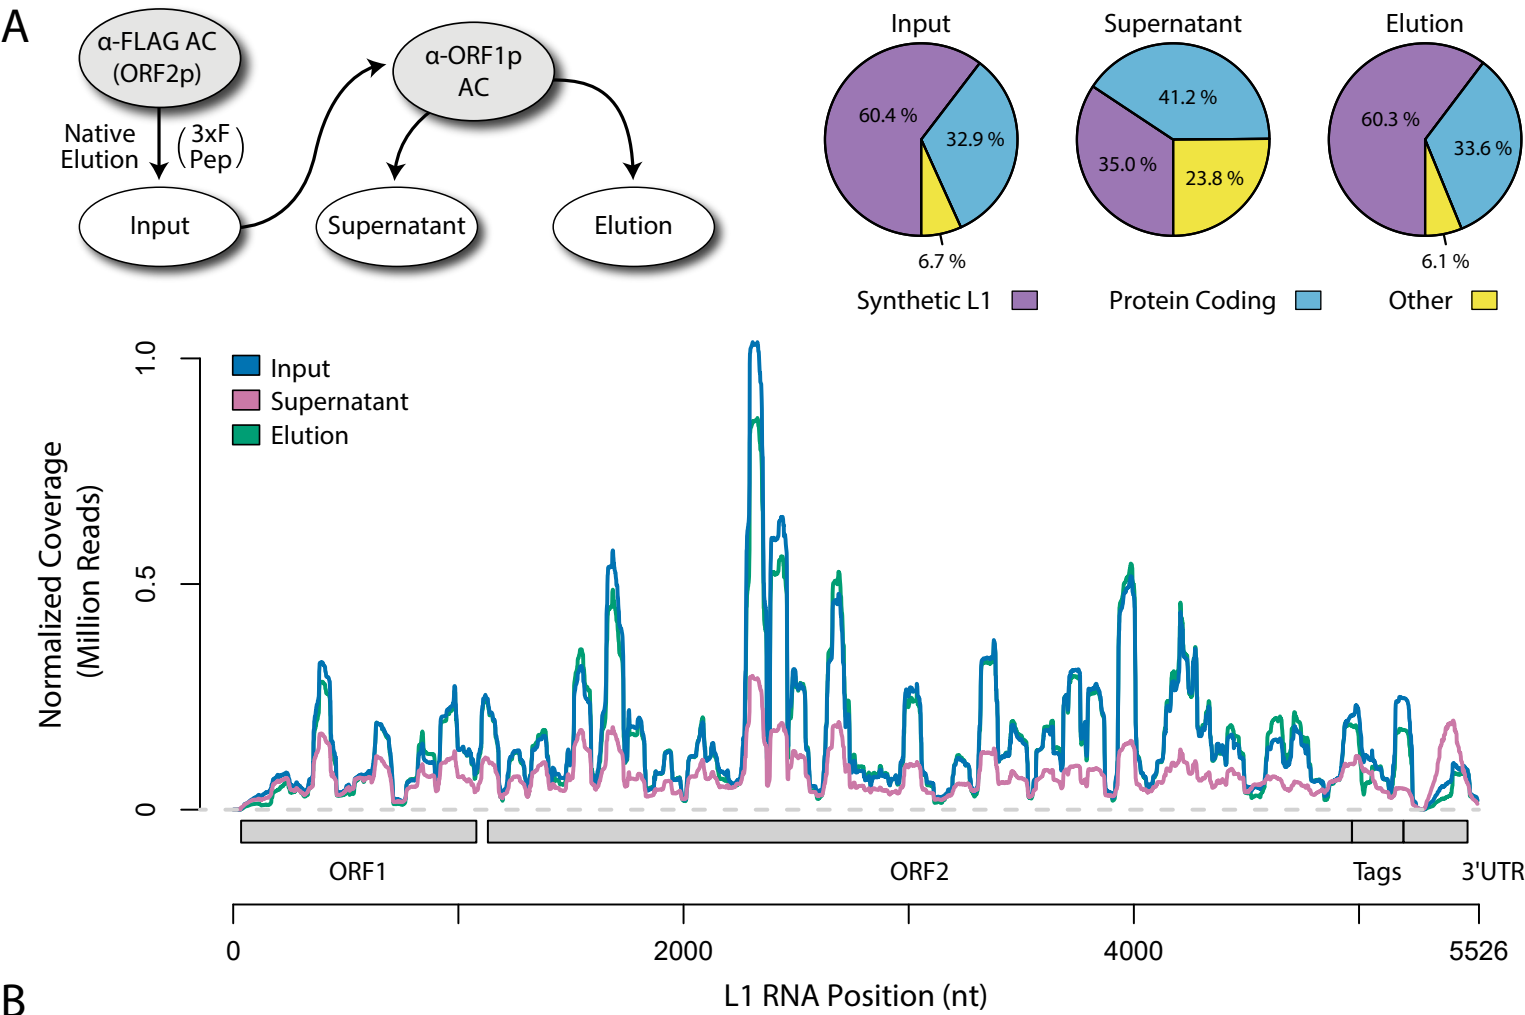 A
α-FLAG AC
(ORF2p)
α-ORF1p
AC
Native
Elution
(3xF
Pep)
Input
Supernatant
Elution
Input
Supernatant
Elution
60.4 %
32.9 %
6.7 %
41.2 %
35.0 %
23.8 %
60.3 %
33.6 %
6.1 %
Synthetic L1
Protein Coding
Other
Input
Supernatant
Elution
Normalized Coverage
(Million Reads)
1.0
0.5
0
ORF1
ORF2
Tags
3'UTR
0
2000
4000
5526
L1 RNA Position (nt)
B